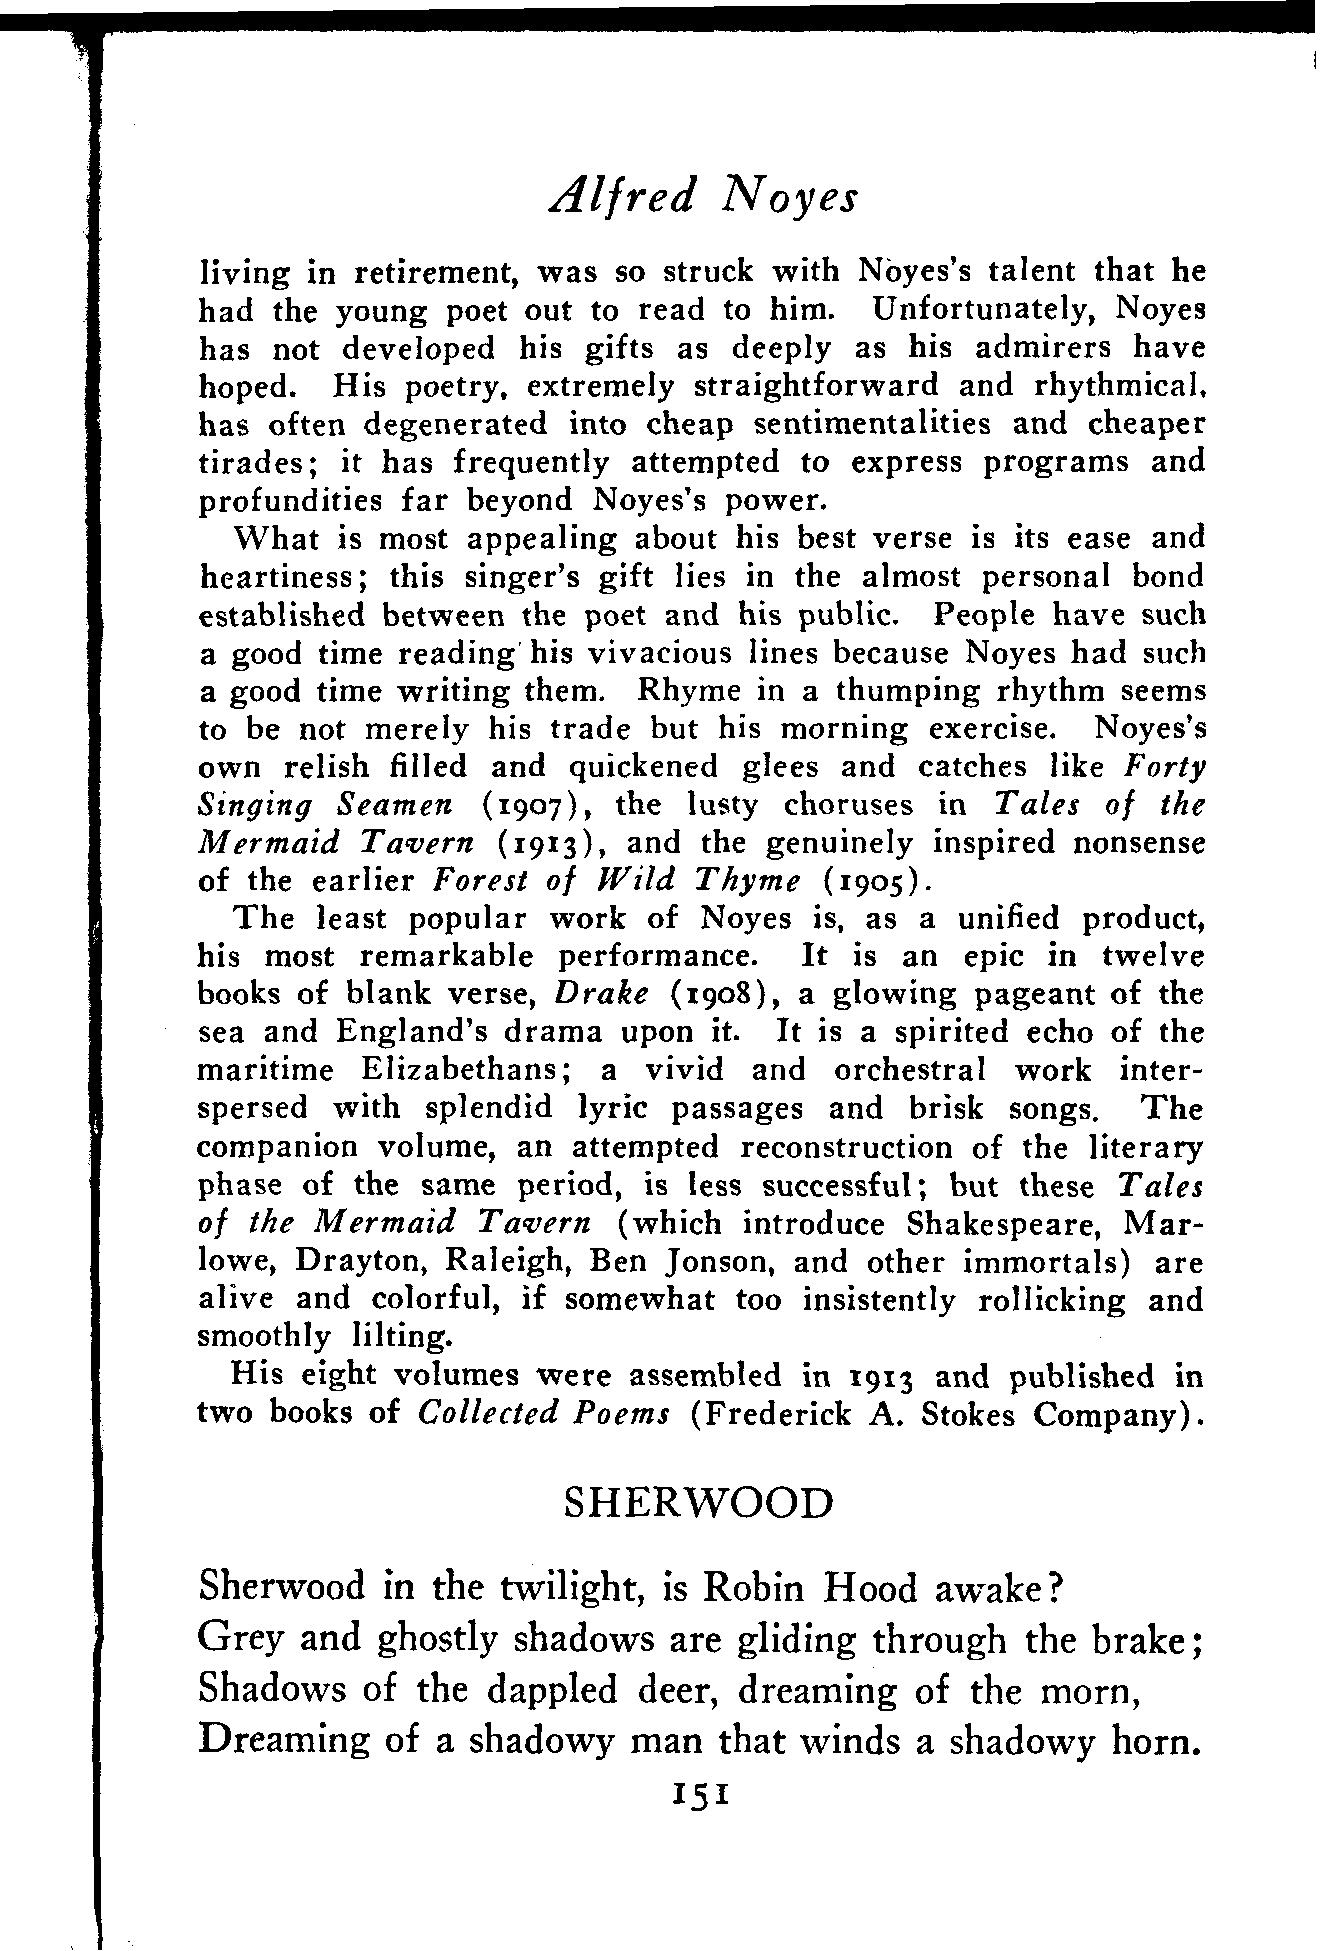 Alfred Noyes
living in retirement, was so struck with Noyes's talent that he
had the young poet out to read to him. Unfortunately, Noyes
has not developed his gifts as deeply as his admirers have
hoped. His poetry, extremely straightforward and rhythmical,
has often degenerated into cheap sentimentalities and cheaper
tirades; it has frequently attempted to express programs and
profundities far beyond Noyes's power.
What is most appealing about his best verse is its ease and
heartiness; this singer's gift lies in the almost personal bond
established between the poet and his public. People have such
a good time reading his vivacious lines because Noyes had such
a good time writing them. Rhyme in a thumping rhythm seems
to be not merely his trade but his morning exercise. Noyes's
own relish filled and quickened glees and catches like Forty
Singing Seamen (1907), the lusty choruses in Tales of the
Mermaid Tavern (1913), and the genuinely inspired nonsense
of the earlier Forest of Wild Thyme (1905).
The least popular work of Noyes is, as a unified product,
his most remarkable performance. It is an epic in twelve
books of blank verse, Drake (1908), a glowing pageant of the
sea and England's drama upon it. It is a spirited echo of the
maritime Elizabethans; a vivid and orchestral work inter-
spersed with splendid lyric passages and brisk songs. The
companion volume, an attempted reconstruction of the literary
phase of the same period, is less successful; but these Tales
of the Mermaid Tavern (which introduce Shakespeare, Mar-
lowe, Drayton, Raleigh, Ben Jonson, and other immortals) are
alive and colorful, if somewhat too insistently rollicking and
smoothly lilting.
His eight volumes were assembled in 1913 and published in
two books of Collected Poems (Frederick A. Stokes Company).
SHERWOOD
Sherwood in the twilight, is Robin Hood awake?
Grey and ghostly shadows are gliding through the brake;
Shadows of the dappled deer, dreaming of the morn,
Dreaming of a shadowy man that winds a shadowy horn.
151